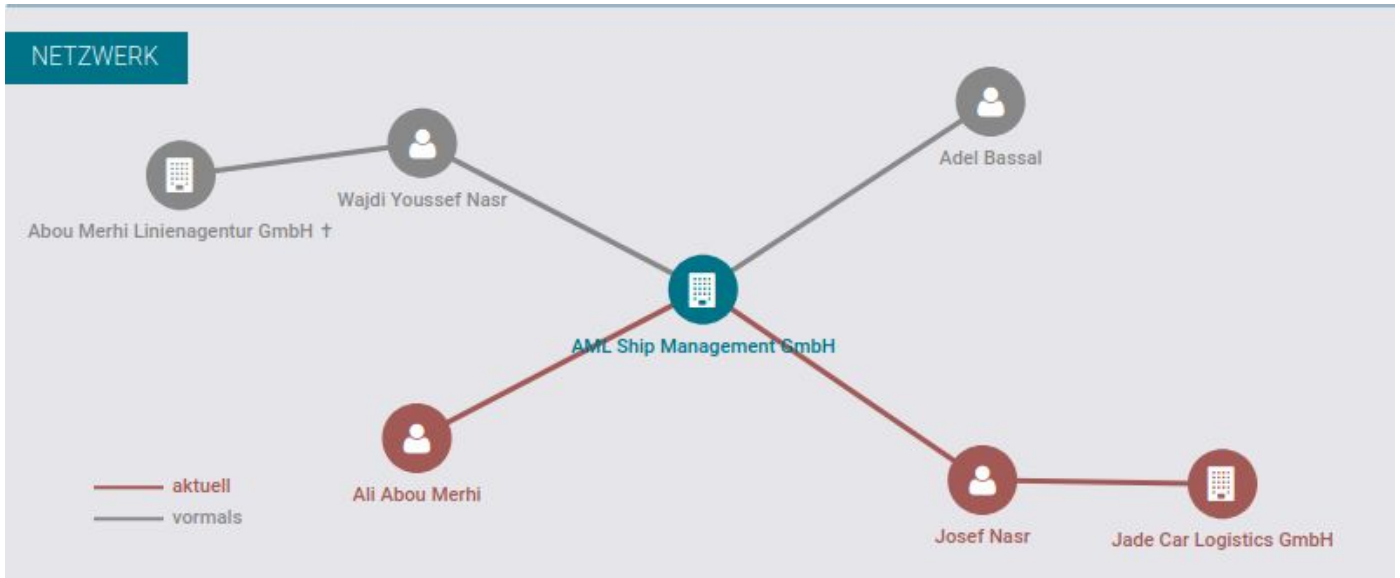 NETZWERK
Adel Bassal
Wajdi Youssef Nasr
Abou Merhi Linienagentur GmbH ✝
AML Ship Management GmbH
aktuell
vormals
Ali Abou Merhi
Josef Nasr
Jade Car Logistics GmbH